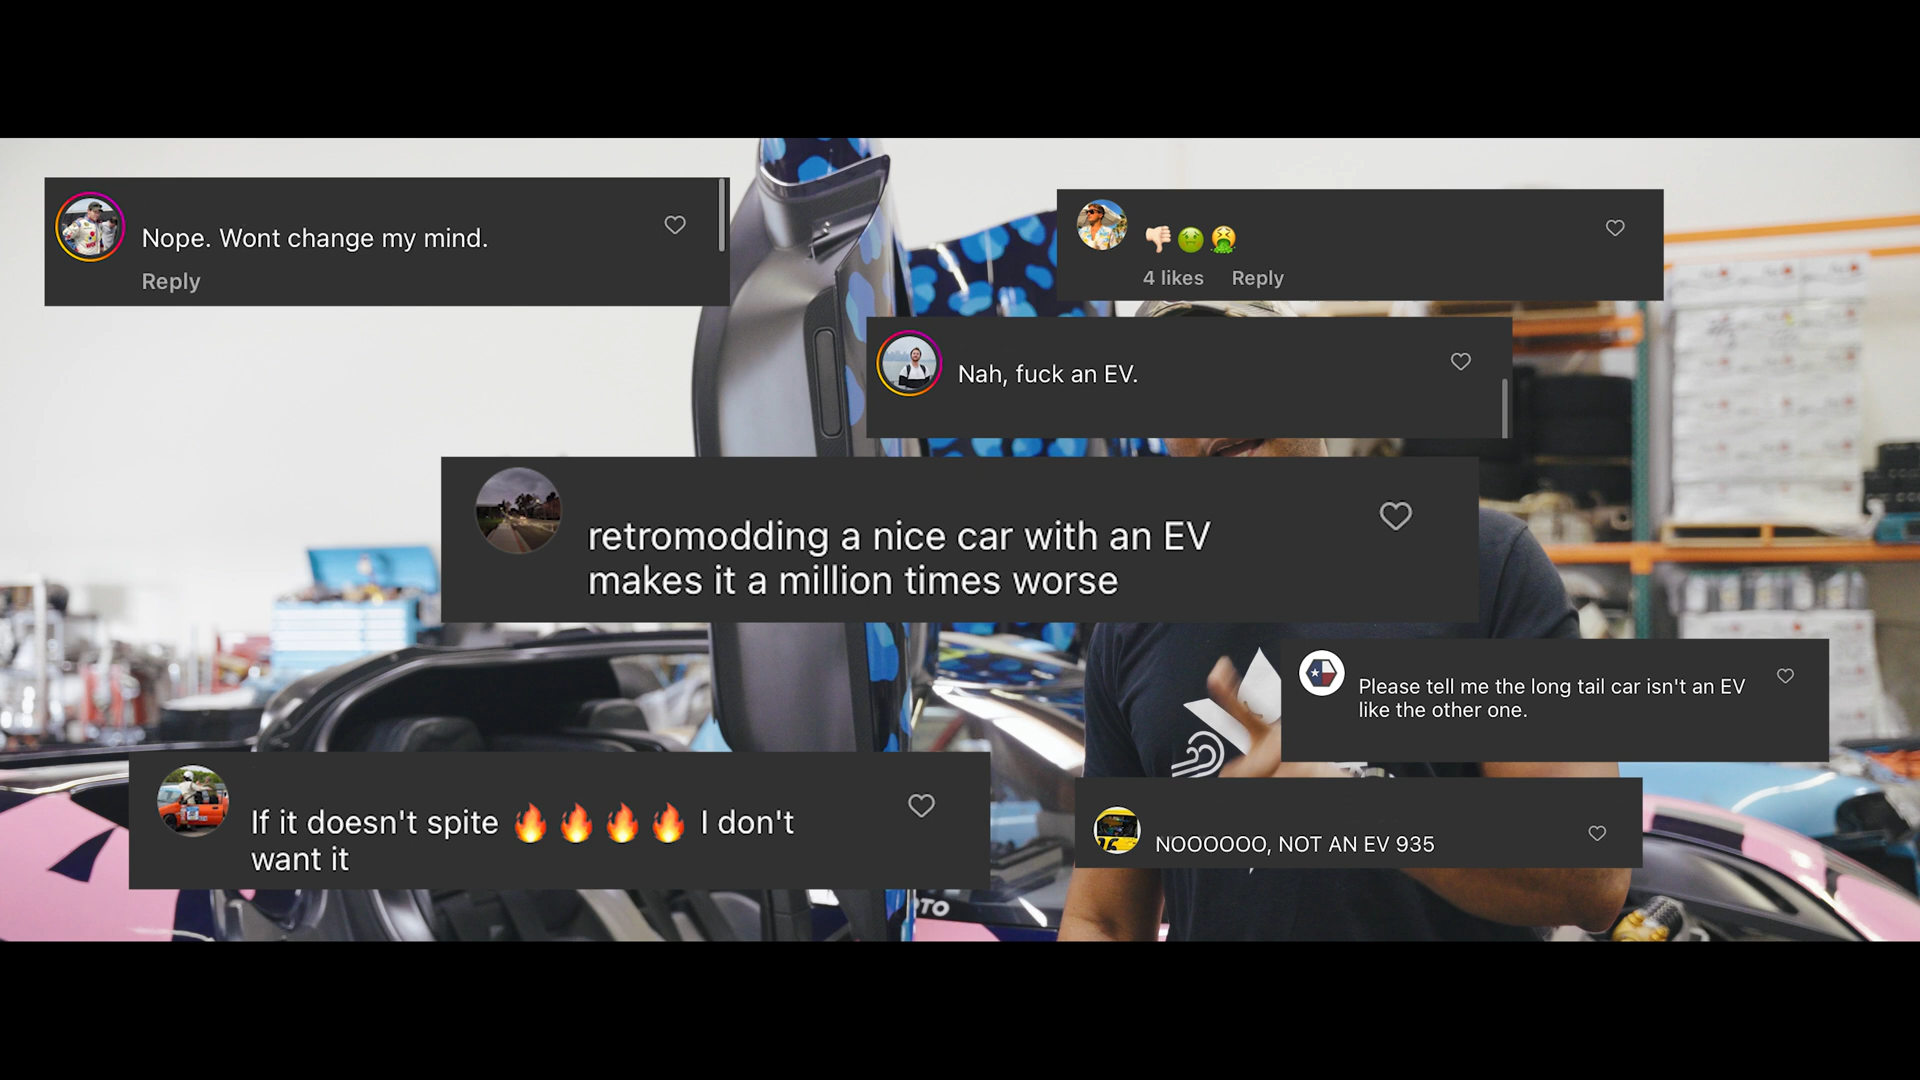 Nope. Wont change my mind.
Reply
👎🏻🤢🤮
4 likes Reply
Nah, fuck an EV.
retromodding a nice car with an EV
makes it a million times worse
Please tell me the long tail car isn't an EV
like the other one.
If it doesn't spite 🔥🔥🔥🔥 I don't
want it
NOOOOOO, NOT AN EV 935